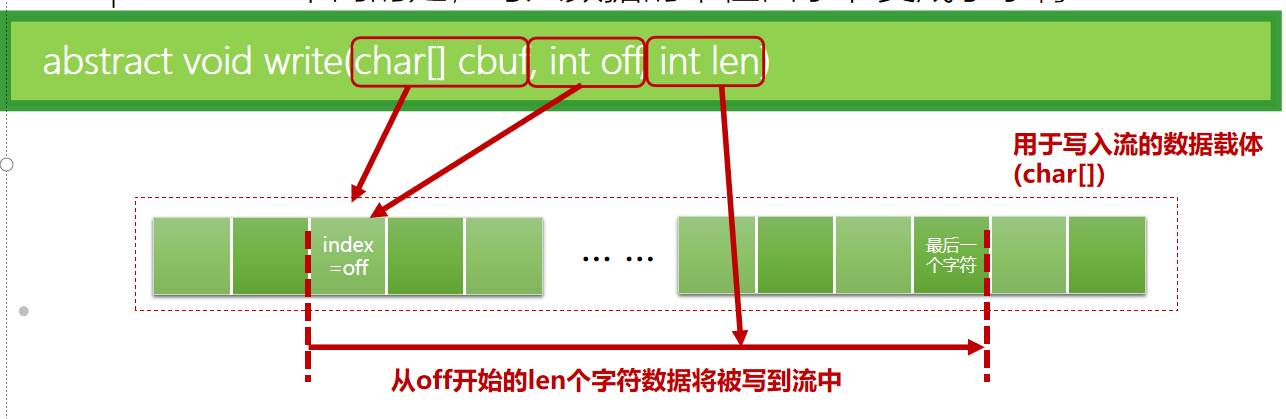 abstract void write(char[] cbuf, int off, int len)
用于写入流的数据载体
(char[])
index
=off
... ...
最后一
个字符
从off开始的len个字符数据将被写到流中